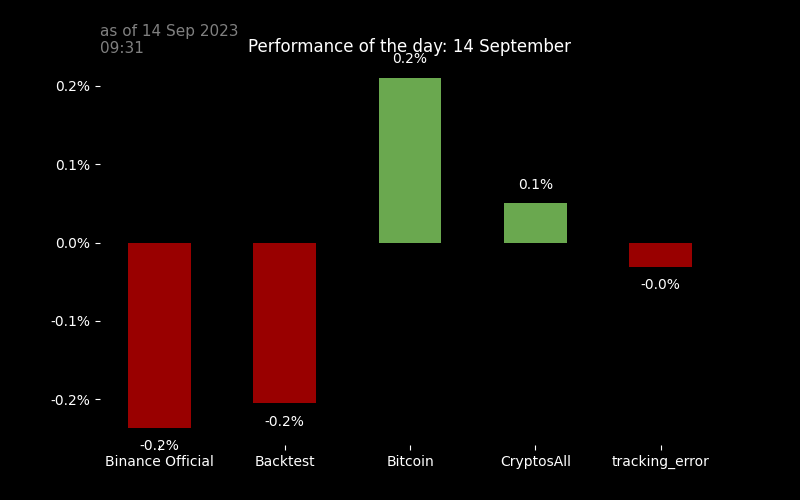 as of 14 Sep 2023
09:31
Performance of the day: 14 September
0.2%
0.2%
0.1%
0.1%
0.0%
-0.0%
-0.1%
-0.2%
-0.2%
-0.2%
Binance Official
Backtest
Bitcoin
CryptosAll
tracking_error